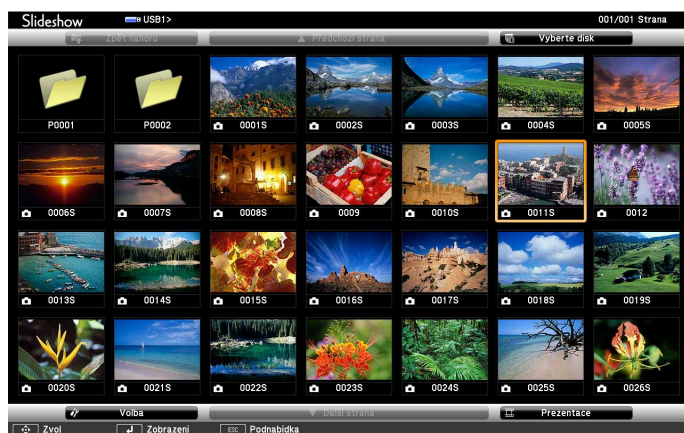 Slideshow USB1> 001/001 Strana
Zpět nahoru Předchozí strana Vyberte disk
P0001 P0002 0001S 0002S 0003S 0004S 0005S
0006S 0007S 0008S 0009 0010S 0011S 0012
0013S 0014S 0015S 0016S 0017S 0018S 0019S
0020S 0021S 0022S 0023S 0024S 0025S 0026S
Volba Další strana Prezentace
Zvol Zobrazení ESC Podnabídka